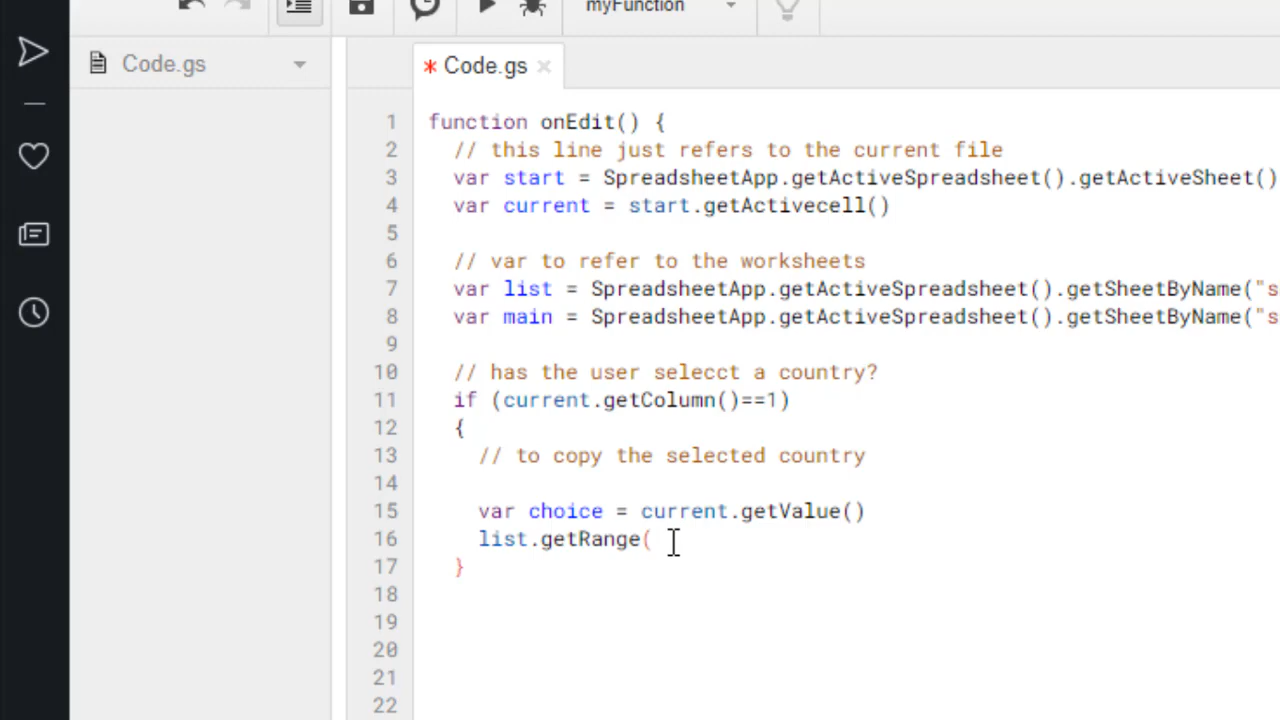 myFunction
Code.gs
* Code.gs ×
1 function onEdit() {
2 // this line just refers to the current file
3 var start = SpreadsheetApp.getActiveSpreadsheet().getActiveSheet()
4 var current = start.getActivecell()
5
6 // var to refer to the worksheets
7 var list = SpreadsheetApp.getActiveSpreadsheet().getSheetByName("s
8 var main = SpreadsheetApp.getActiveSpreadsheet().getSheetByName("s
9
10 // has the user selecct a country?
11 if (current.getColumn()==1)
12 {
13 // to copy the selected country
14
15 var choice = current.getValue()
16 list.getRange(
17 }
18
19
20
21
22